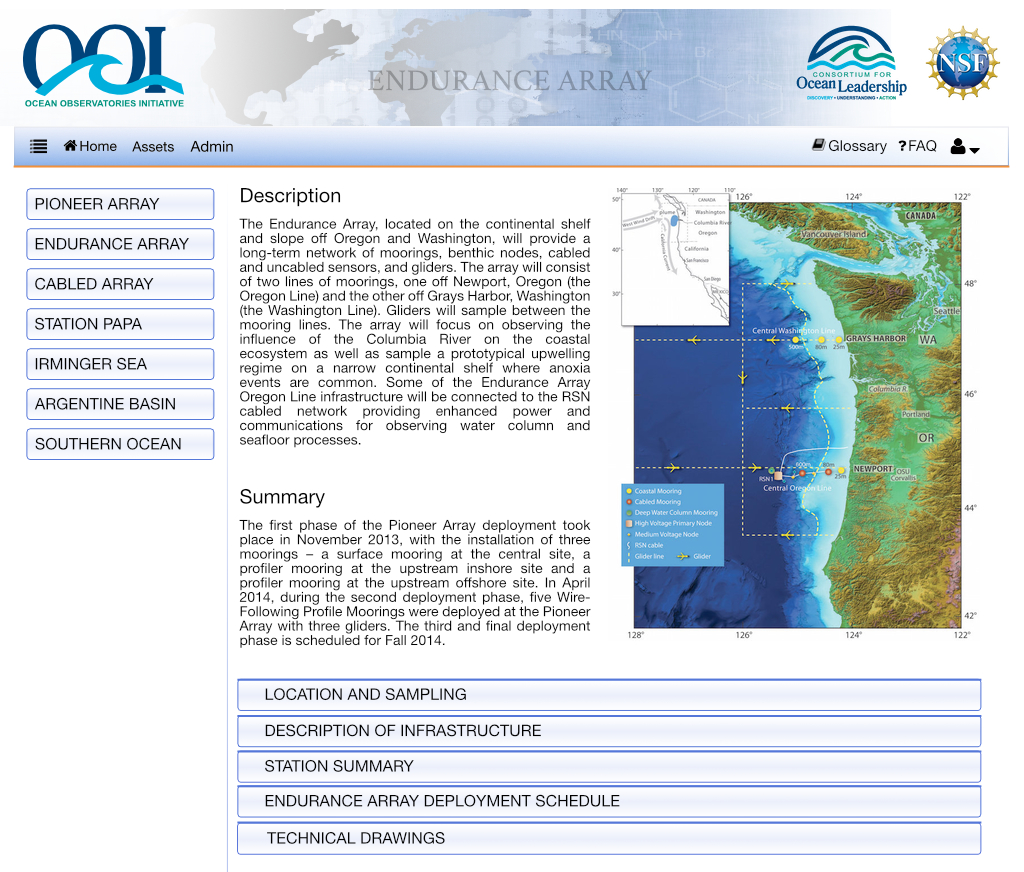 OOI
OCEAN OBSERVATORIES INITIATIVE
ENDURANCE ARRAY
CONSORTIUM FOR
Ocean Leadership
DISCOVERY • UNDERSTANDING • ACTION
NSF
Home Assets Admin
Glossary ?FAQ
PIONEER ARRAY
ENDURANCE ARRAY
CABLED ARRAY
STATION PAPA
IRMINGER SEA
ARGENTINE BASIN
SOUTHERN OCEAN
Description
The Endurance Array, located on the continental shelf
and slope off Oregon and Washington, will provide a
long-term network of moorings, benthic nodes, cabled
and uncabled sensors, and gliders. The array will consist
of two lines of moorings, one off Newport, Oregon (the
Oregon Line) and the other off Grays Harbor, Washington
(the Washington Line). Gliders will sample between the
mooring lines. The array will focus on observing the
influence of the Columbia River on the coastal
ecosystem as well as sample a prototypical upwelling
regime on a narrow continental shelf where anoxia
events are common. Some of the Endurance Array
Oregon Line infrastructure will be connected to the RSN
cabled network providing enhanced power and
communications for observing water column and
seafloor processes.
Summary
The first phase of the Pioneer Array deployment took
place in November 2013, with the installation of three
moorings – a surface mooring at the central site, a
profiler mooring at the upstream inshore site and a
profiler mooring at the upstream offshore site. In April
2014, during the second deployment phase, five Wire-
Following Profile Moorings were deployed at the Pioneer
Array with three gliders. The third and final deployment
phase is scheduled for Fall 2014.
140° 130° 120° 110°
50°
40°
30°
CANADA
Washington
Columbia River
Oregon
California
San Francisco
San Diego
MEXICO
plume
West Wind Drift
California Current
126° 124° 122°
CANADA
Vancouver Island
48°
Seattle
Central Washington Line
500m 80m 25m
GRAYS HARBOR
WA
Columbia R.
46°
Portland
OR
600m 80m
25m
NEWPORT
OSU
Corvallis
RSN1
Central Oregon Line
44°
42°
128° 126° 124° 122°
Coastal Mooring
Cabled Mooring
Deep Water Column Mooring
High Voltage Primary Node
Medium Voltage Node
RSN cable
Glider line Glider
LOCATION AND SAMPLING
DESCRIPTION OF INFRASTRUCTURE
STATION SUMMARY
ENDURANCE ARRAY DEPLOYMENT SCHEDULE
TECHNICAL DRAWINGS